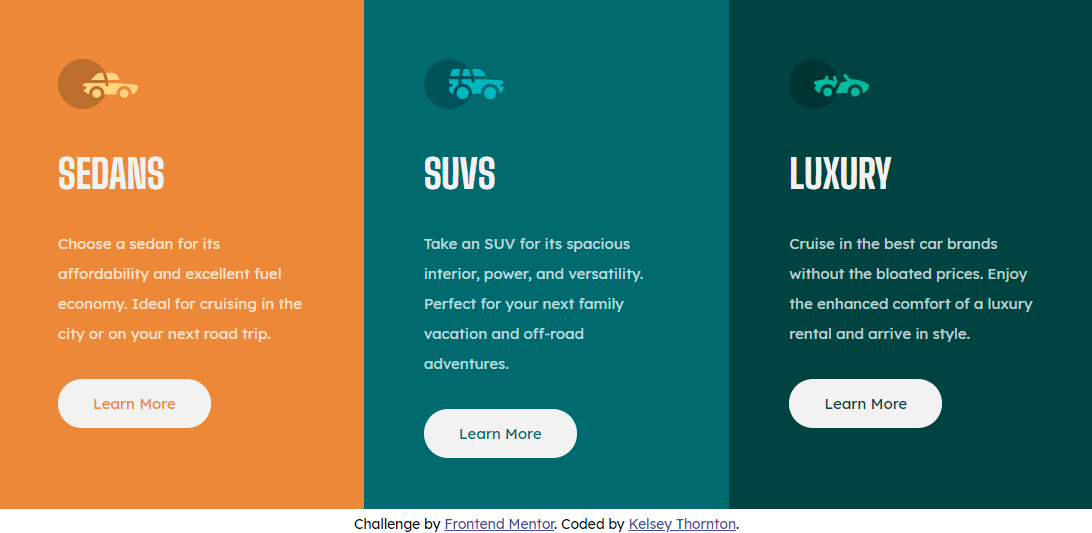 SEDANS
Choose a sedan for its
affordability and excellent fuel
economy. Ideal for cruising in the
city or on your next road trip.
Learn More
SUVS
Take an SUV for its spacious
interior, power, and versatility.
Perfect for your next family
vacation and off-road
adventures.
Learn More
LUXURY
Cruise in the best car brands
without the bloated prices. Enjoy
the enhanced comfort of a luxury
rental and arrive in style.
Learn More
Challenge by Frontend Mentor. Coded by Kelsey Thornton.